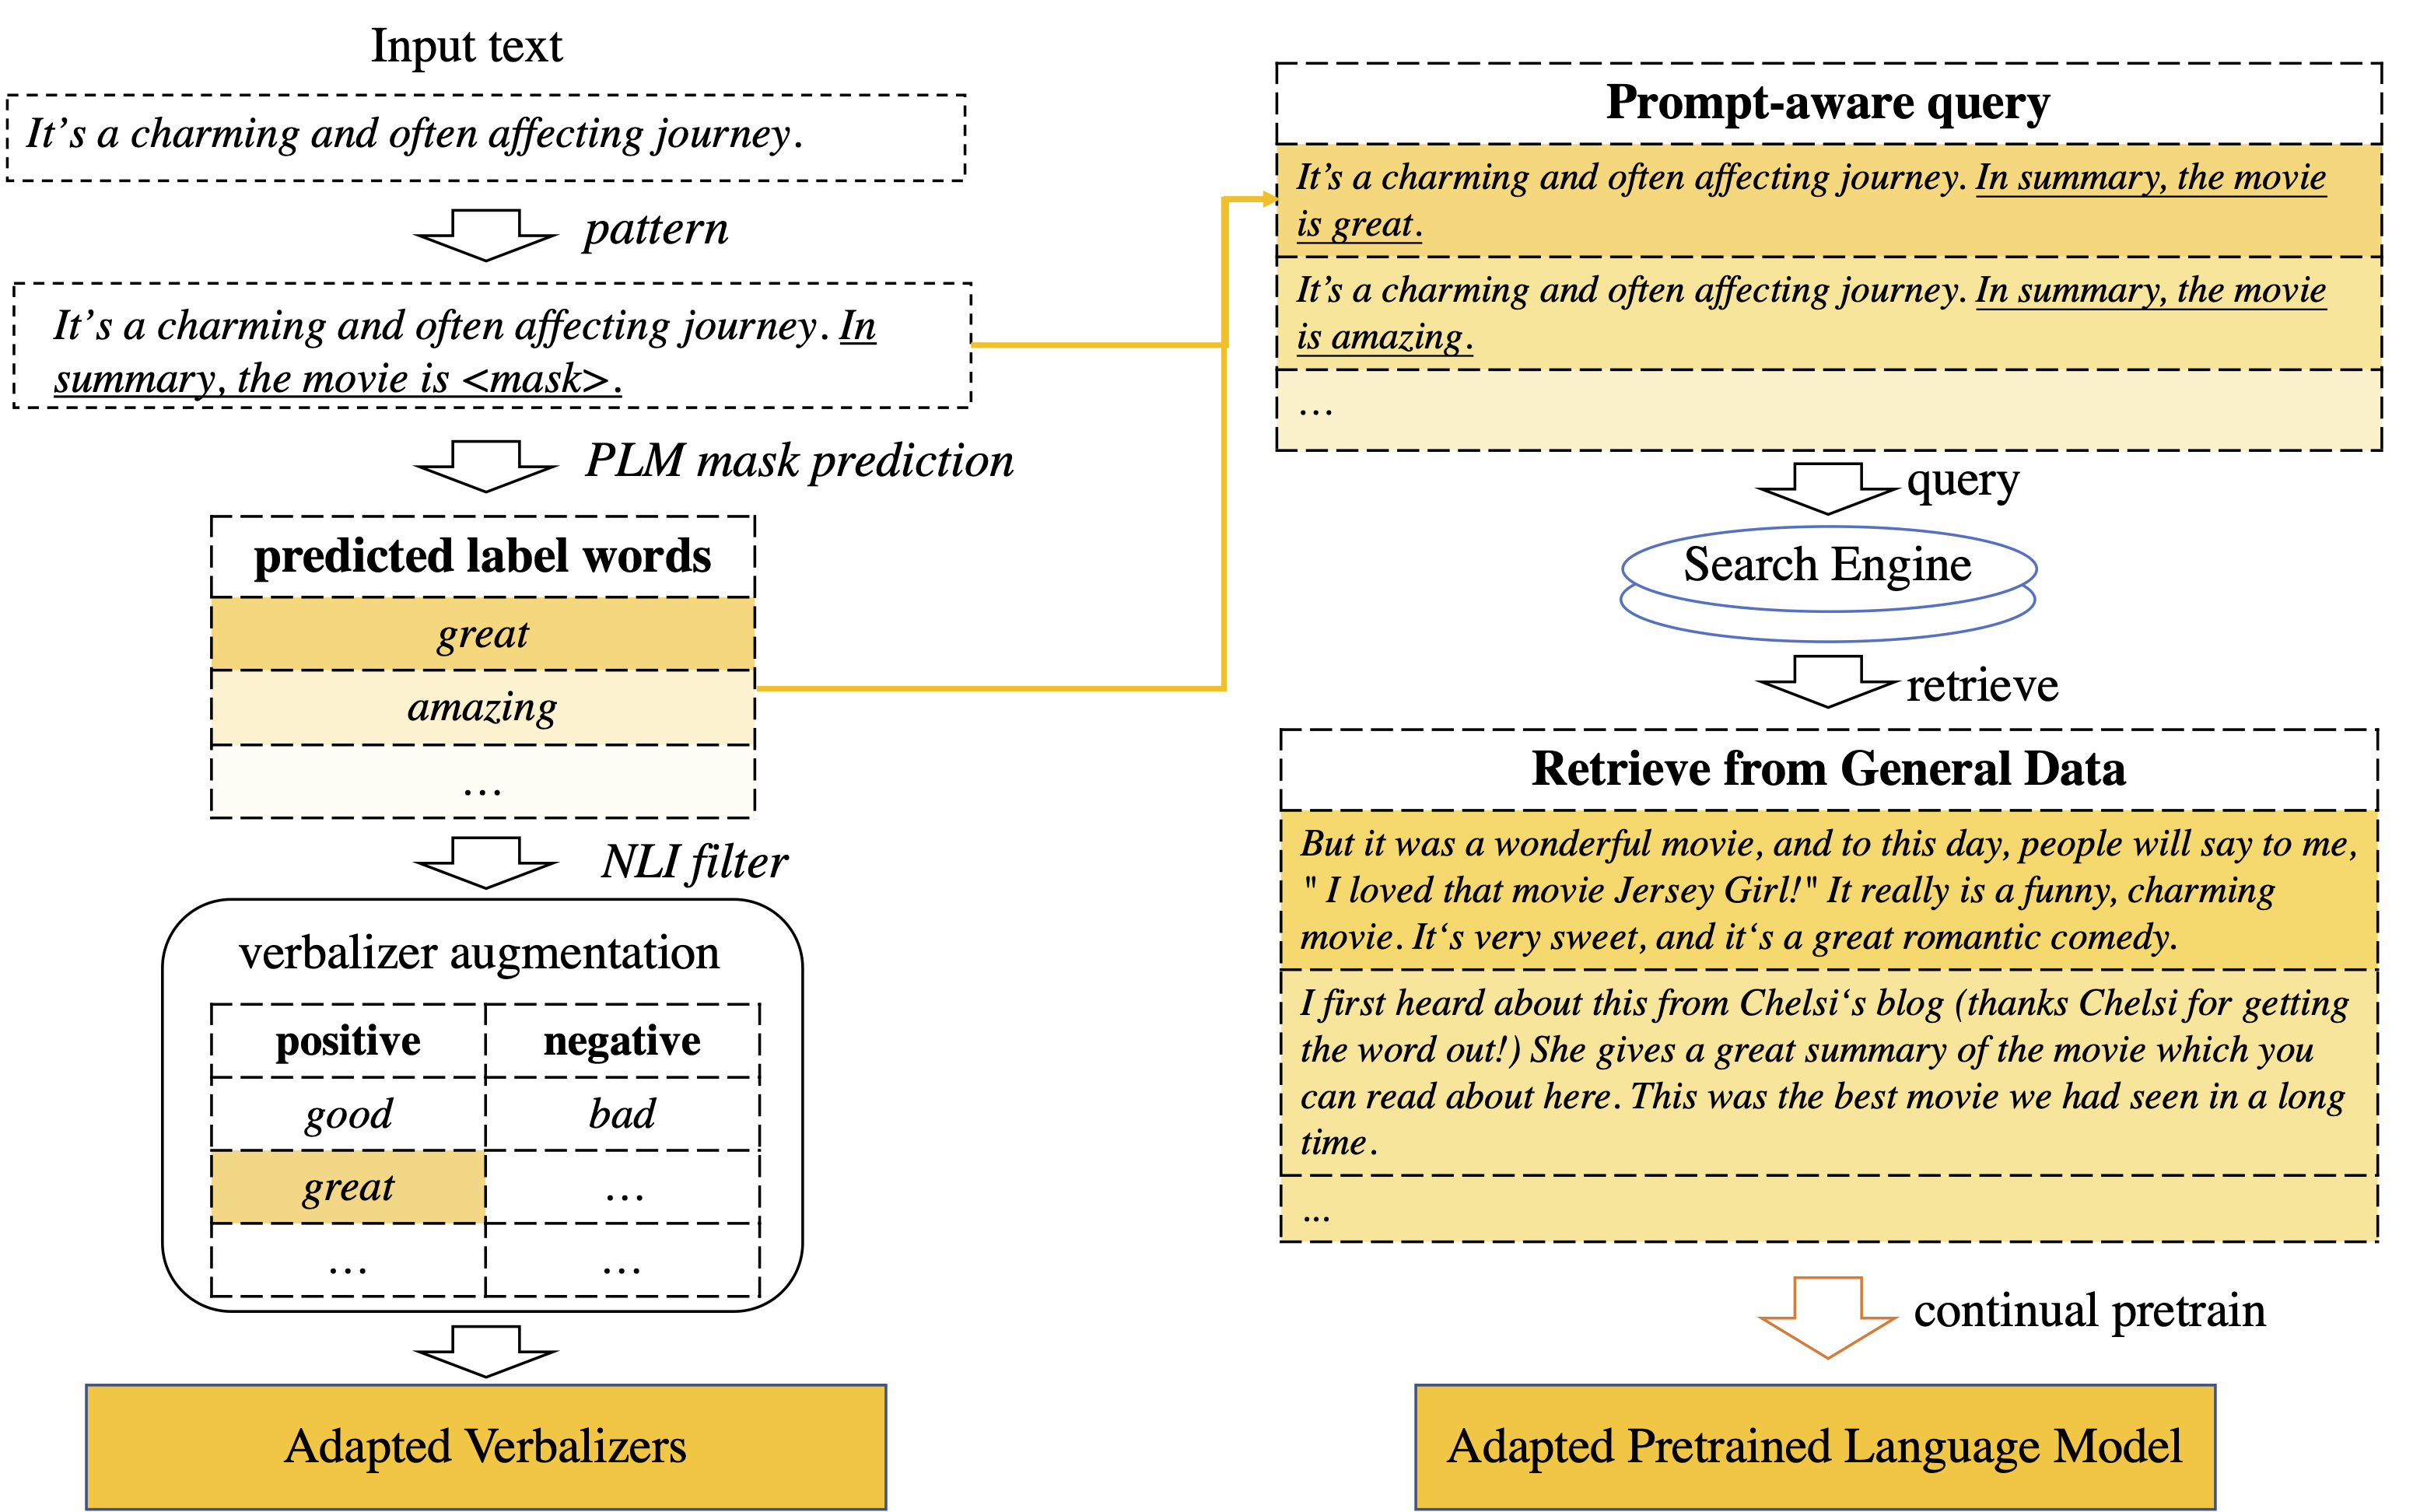 Input text
It’s a charming and often affecting journey.
pattern
It’s a charming and often affecting journey. In
summary, the movie is <mask>.
PLM mask prediction
predicted label words
great
amazing
…
NLI filter
verbalizer augmentation
positive negative
good bad
great …
… …
Adapted Verbalizers
Prompt-aware query
It’s a charming and often affecting journey. In summary, the movie
is great.
It’s a charming and often affecting journey. In summary, the movie
is amazing.
…
query
Search Engine
retrieve
Retrieve from General Data
But it was a wonderful movie, and to this day, people will say to me,
" I loved that movie Jersey Girl!" It really is a funny, charming
movie. It‘s very sweet, and it‘s a great romantic comedy.
I first heard about this from Chelsi‘s blog (thanks Chelsi for getting
the word out!) She gives a great summary of the movie which you
can read about here. This was the best movie we had seen in a long
time.
...
continual pretrain
Adapted Pretrained Language Model